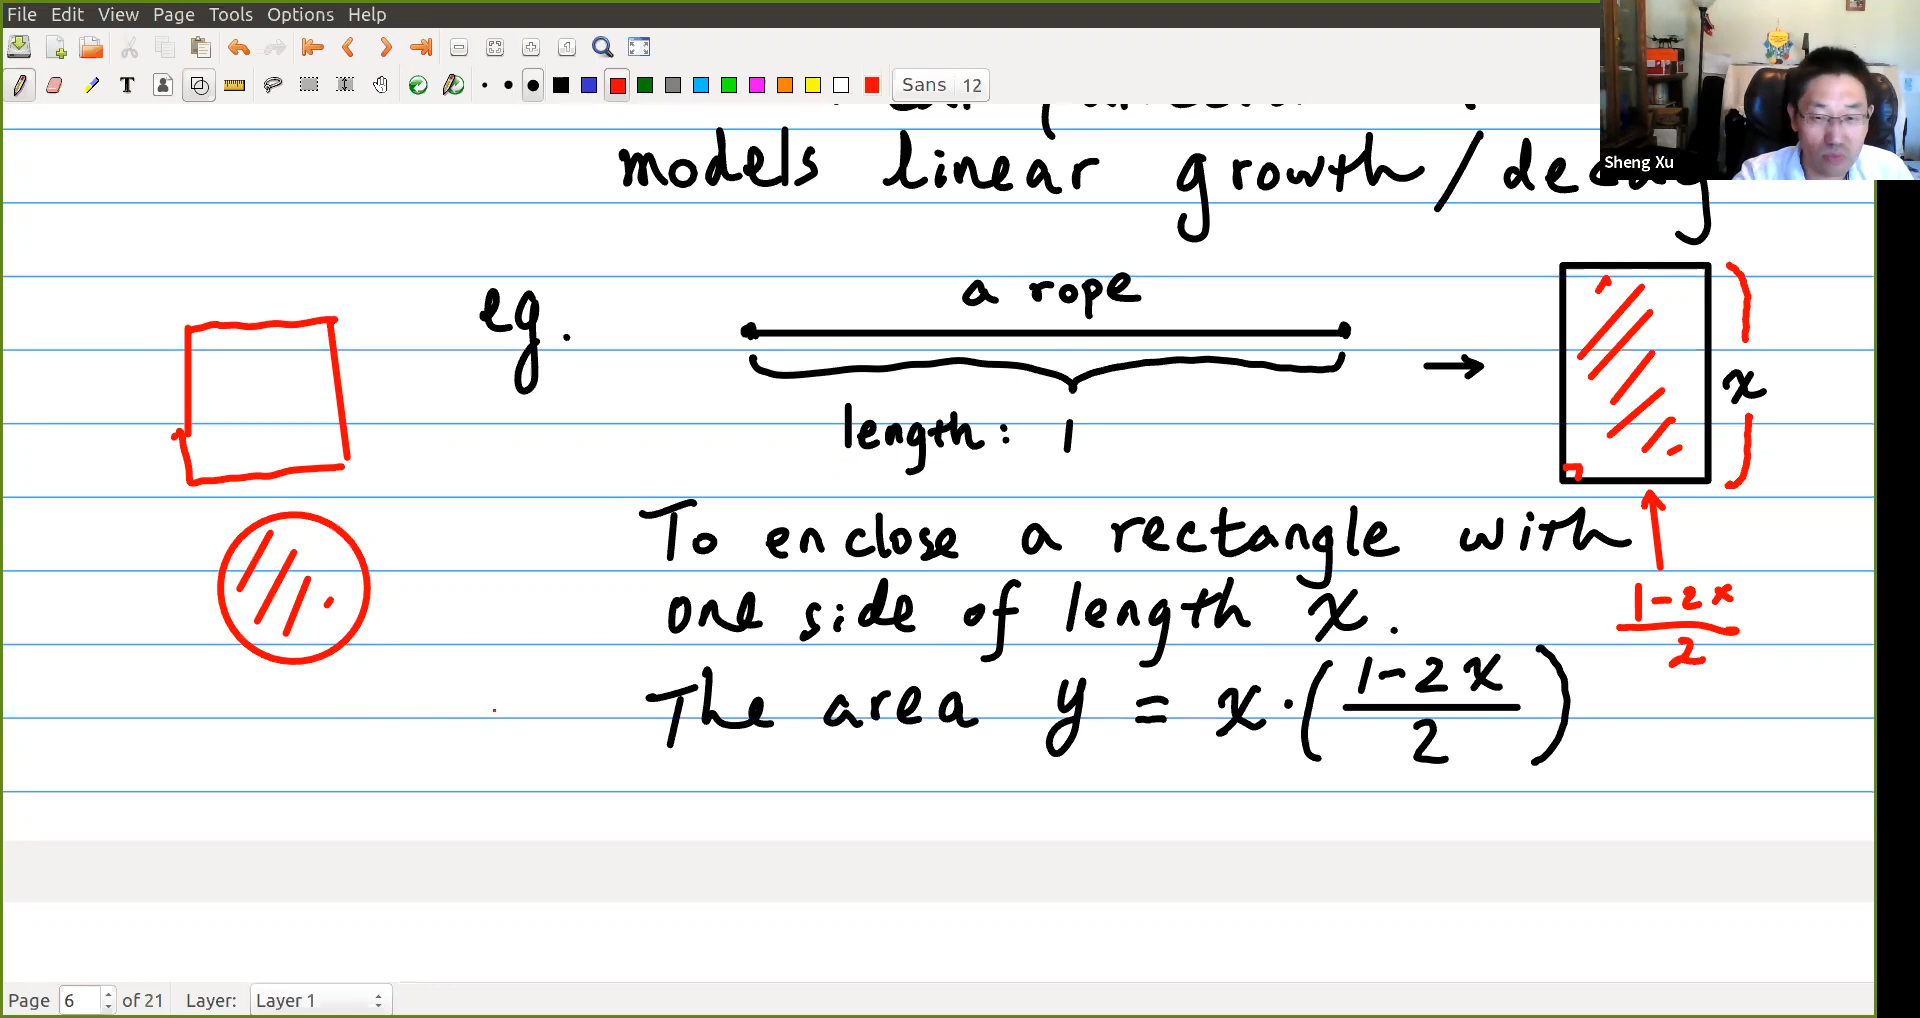 File Edit View Page Tools Options Help
Sans 12
Sheng Xu
models linear growth/decay
eg.
a rope
length: 1
x
To enclose a rectangle with
one side of length x.
1-2x
2
The area y = x·(1-2x / 2)
Page 6 of 21 Layer: Layer 1